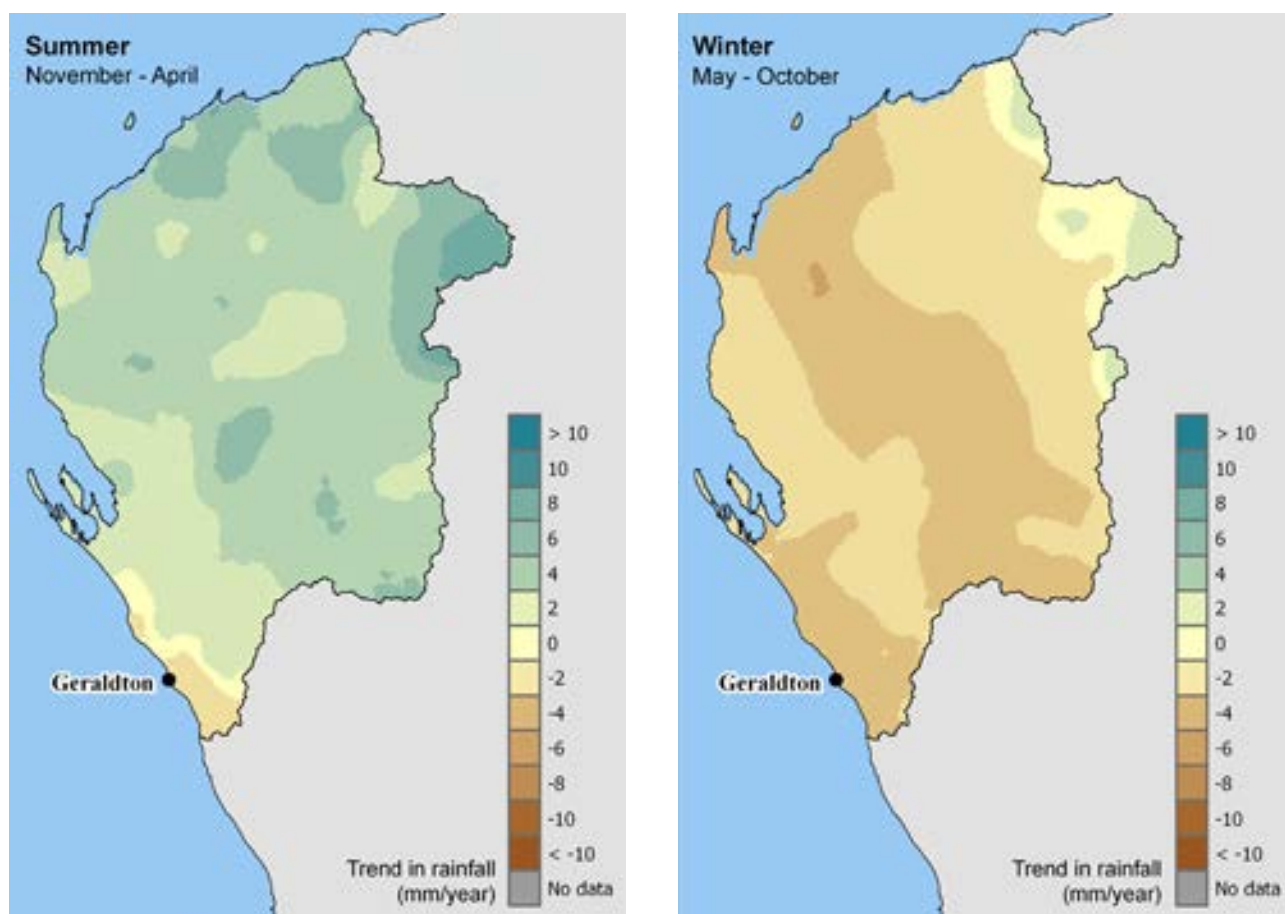 Summer
November - April
Geraldton
> 10
10
8
6
4
2
0
-2
-4
-6
-8
-10
< -10
No data
Trend in rainfall
(mm/year)
Winter
May - October
Geraldton
> 10
10
8
6
4
2
0
-2
-4
-6
-8
-10
< -10
No data
Trend in rainfall
(mm/year)